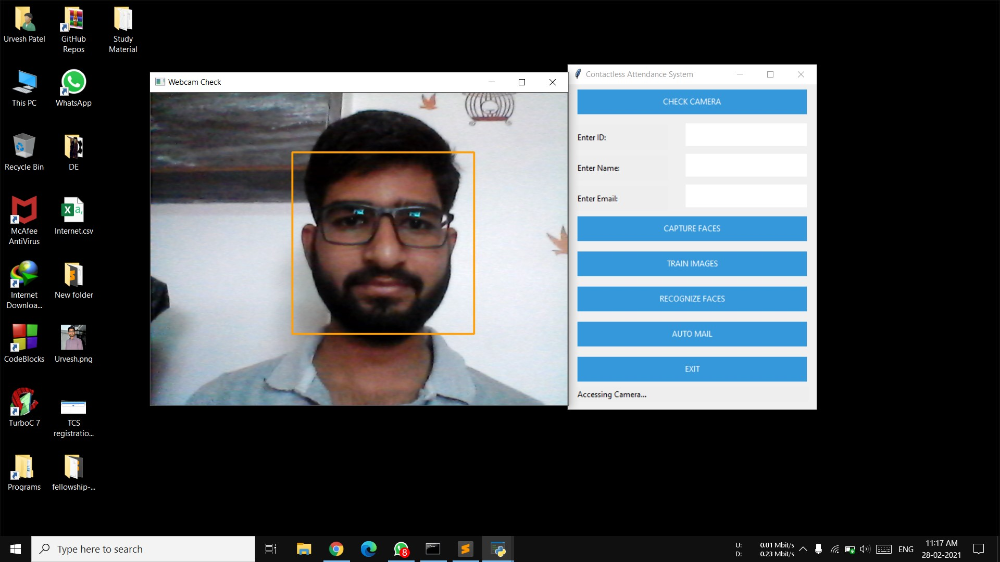 Urvesh Patel
GitHub
Repos
Study
Material
This PC
WhatsApp
Recycle Bin
DE
McAfee
AntiVirus
Internet.csv
Internet
Downloa...
New folder
CodeBlocks
Urvesh.png
TurboC 7
TCS
registratio...
Programs
fellowship-...
Webcam Check
Contactless Attendance System
CHECK CAMERA
Enter ID:
Enter Name:
Enter Email:
CAPTURE FACES
TRAIN IMAGES
RECOGNIZE FACES
AUTO MAIL
EXIT
Accessing Camera...
Type here to search
8
U: 0.01 Mbit/s
D: 0.23 Mbit/s
ENG
11:17 AM
28-02-2021